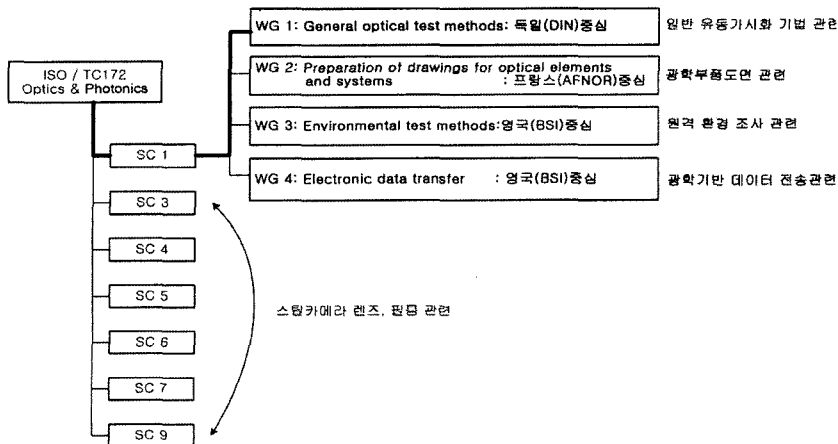 WG 1: General optical test methods: 독일(DIN)중심
일반 유동가시화 기법 관련
ISO / TC172
Optics & Photonics
WG 2: Preparation of drawings for optical elements
and systems : 프랑스(AFNOR)중심
광학부품도면 관련
WG 3: Environmental test methods:영국(BSI)중심
원격 환경 조사 관련
SC 1
WG 4: Electronic data transfer : 영국(BSI)중심
광학기반 데이터 전송관련
SC 3
SC 4
SC 5
스틸카메라 렌즈, 필름 관련
SC 6
SC 7
SC 9